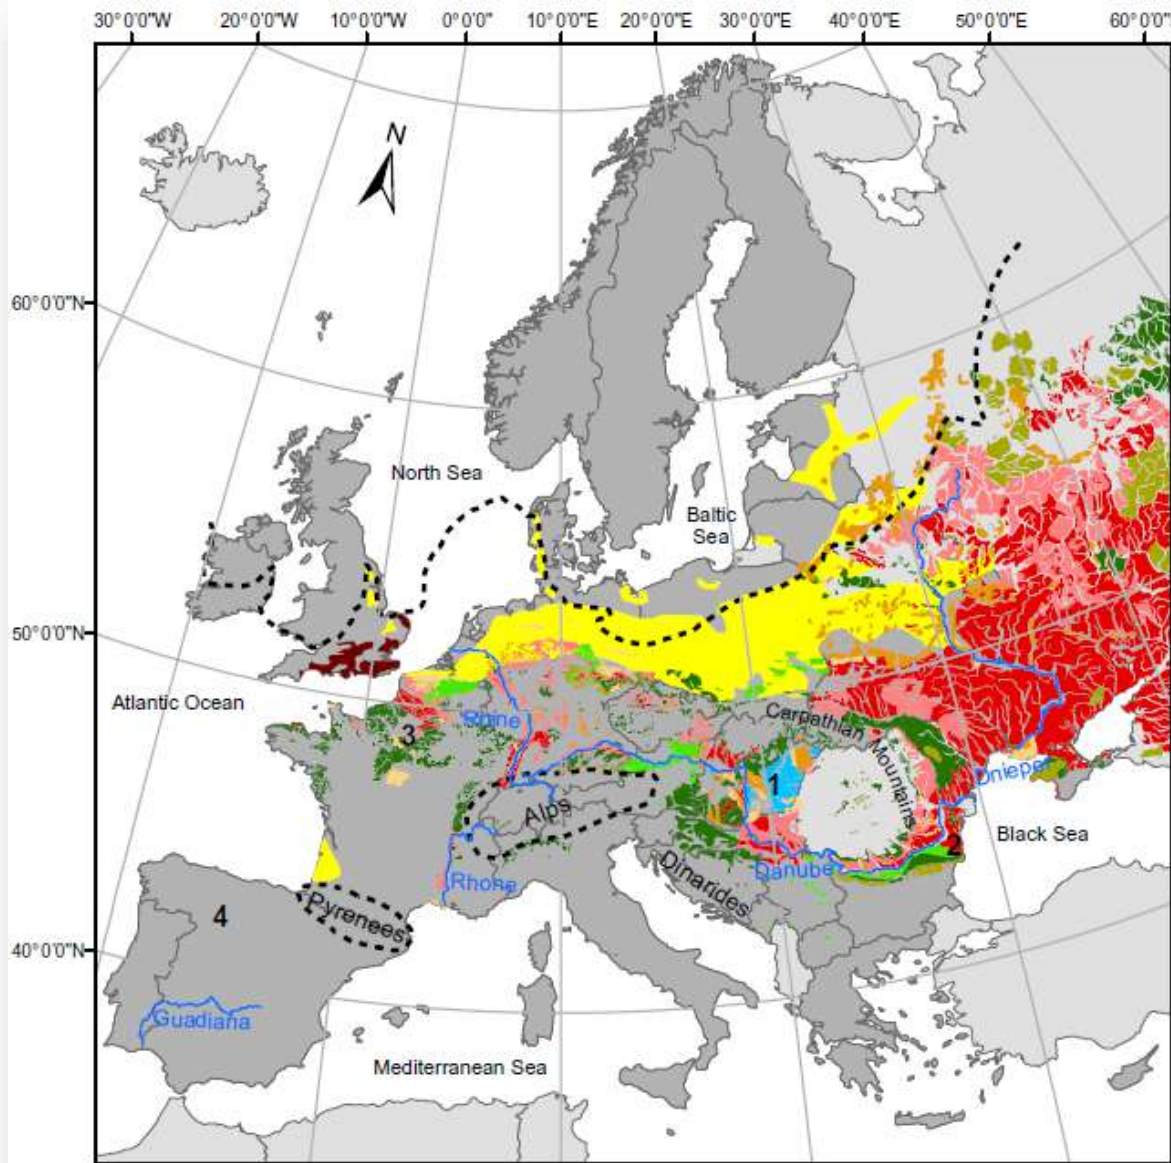 30°0'0"W 20°0'0"W 10°0'0"W 0°0'0"E 10°0'0"E 20°0'0"E 30°0'0"E 40°0'0"E 50°0'0"E 60°0'0"E
N
60°0'0"N
North Sea
Baltic
Sea
50°0'0"N
Atlantic Ocean
Rhine
3
Carpathian
Mountains
Dnieper
1
Alps
Black Sea
2
Danube
Dinarides
Rhone
Pyrenees
4
40°0'0"N
Guadiana
Mediterranean Sea